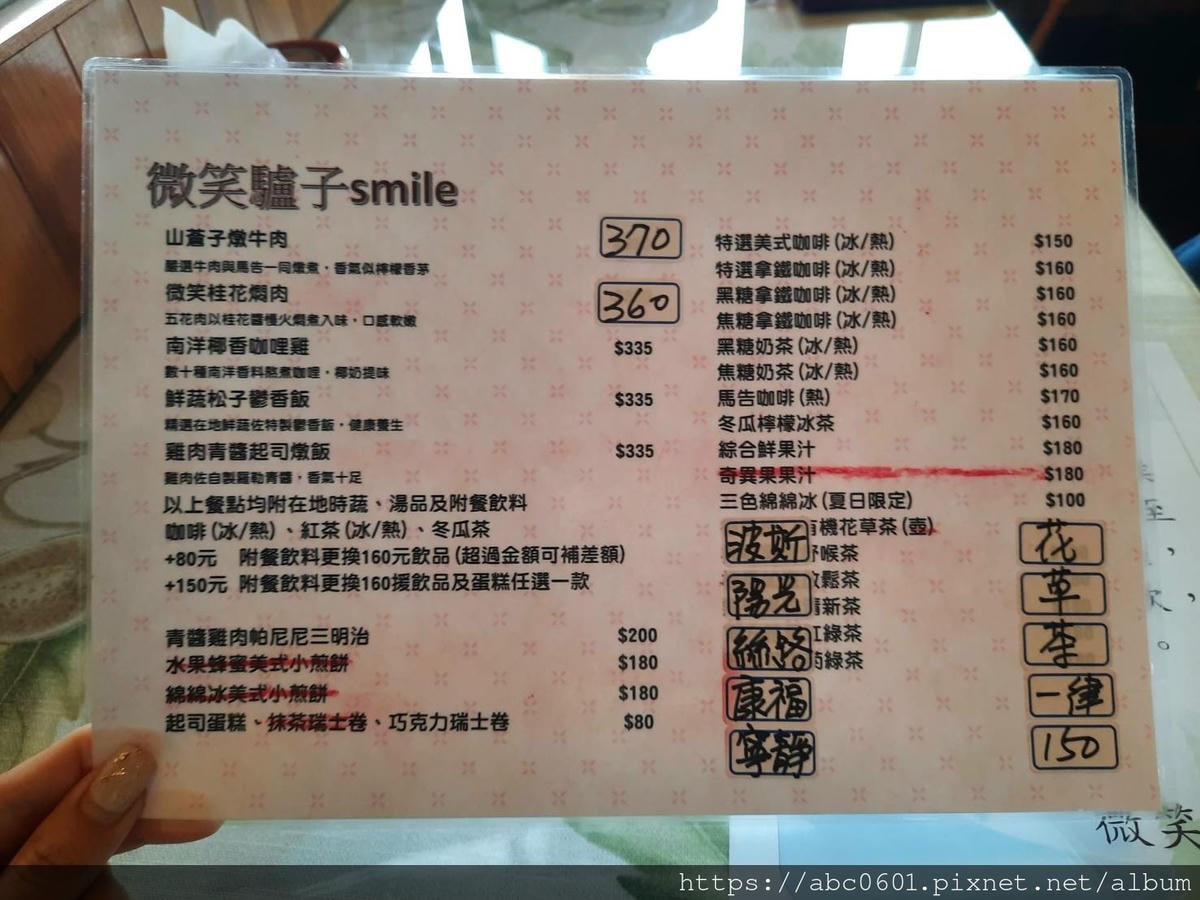 微笑驢子smile
山蒼子燉牛肉 370
嚴選牛肉與馬告一同燉煮，香氣似檸檬香茅
微笑桂花燜肉 360
五花肉以桂花醬慢火燜煮入味，口感軟嫩
南洋椰香咖哩雞 $335
數十種南洋香料熬煮咖哩，椰奶提味
鮮蔬松子鬱香飯 $335
精選在地鮮蔬佐特製鬱香飯，健康養生
雞肉青醬起司燉飯 $335
雞肉佐自製羅勒青醬，香氣十足
以上餐點均附在地時蔬、湯品及附餐飲料
咖啡(冰/熱)、紅茶(冰/熱)、冬瓜茶
+80元 附餐飲料更換160元飲品(超過金額可補差額)
+150元 附餐飲料更換160援飲品及蛋糕任選一款
青醬雞肉帕尼尼三明治 $200
水果蜂蜜美式小煎餅 $180
綿綿冰美式小煎餅 $180
起司蛋糕、抹茶瑞士卷、巧克力瑞士卷 $80
特選美式咖啡(冰/熱) $150
特選拿鐵咖啡(冰/熱) $160
黑糖拿鐵咖啡(冰/熱) $160
焦糖拿鐵咖啡(冰/熱) $160
黑糖奶茶(冰/熱) $160
焦糖奶茶(冰/熱) $160
馬告咖啡(熱) $170
冬瓜檸檬冰茶 $160
綜合鮮果汁 $180
奇異果果汁 $180
三色綿綿冰(夏日限定) $100
機花草茶(壺)
波斯 花
喉茶
陽光 鬆茶 草
新茶
絲路 綠茶 茶
綠茶
康福 一律
寧靜 150
微笑
https://abc0601.pixnet.net/album